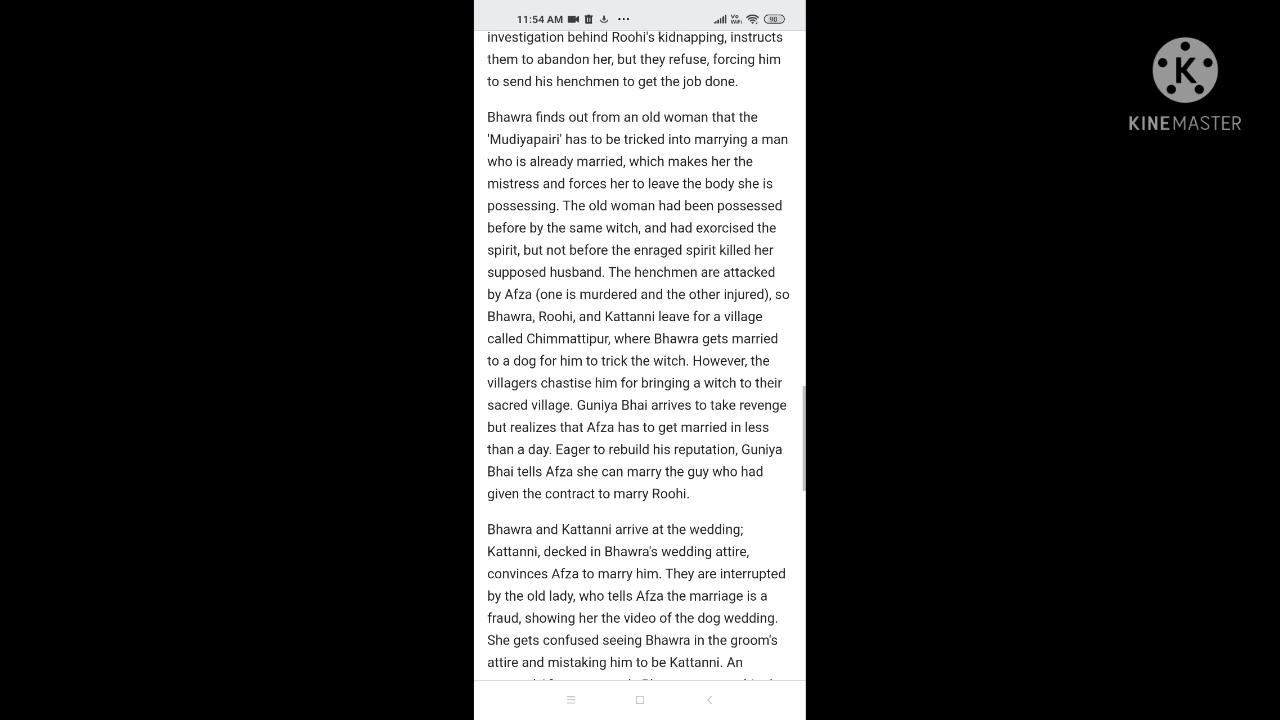 11:54 AM
Vo
WiFi
90
investigation behind Roohi's kidnapping, instructs
them to abandon her, but they refuse, forcing him
to send his henchmen to get the job done.
Bhawra finds out from an old woman that the
'Mudiyapairi' has to be tricked into marrying a man
who is already married, which makes her the
mistress and forces her to leave the body she is
possessing. The old woman had been possessed
before by the same witch, and had exorcised the
spirit, but not before the enraged spirit killed her
supposed husband. The henchmen are attacked
by Afza (one is murdered and the other injured), so
Bhawra, Roohi, and Kattanni leave for a village
called Chimmattipur, where Bhawra gets married
to a dog for him to trick the witch. However, the
villagers chastise him for bringing a witch to their
sacred village. Guniya Bhai arrives to take revenge
but realizes that Afza has to get married in less
than a day. Eager to rebuild his reputation, Guniya
Bhai tells Afza she can marry the guy who had
given the contract to marry Roohi.
Bhawra and Kattanni arrive at the wedding;
Kattanni, decked in Bhawra's wedding attire,
convinces Afza to marry him. They are interrupted
by the old lady, who tells Afza the marriage is a
fraud, showing her the video of the dog wedding.
She gets confused seeing Bhawra in the groom's
attire and mistaking him to be Kattanni. An
K
KINEMASTER